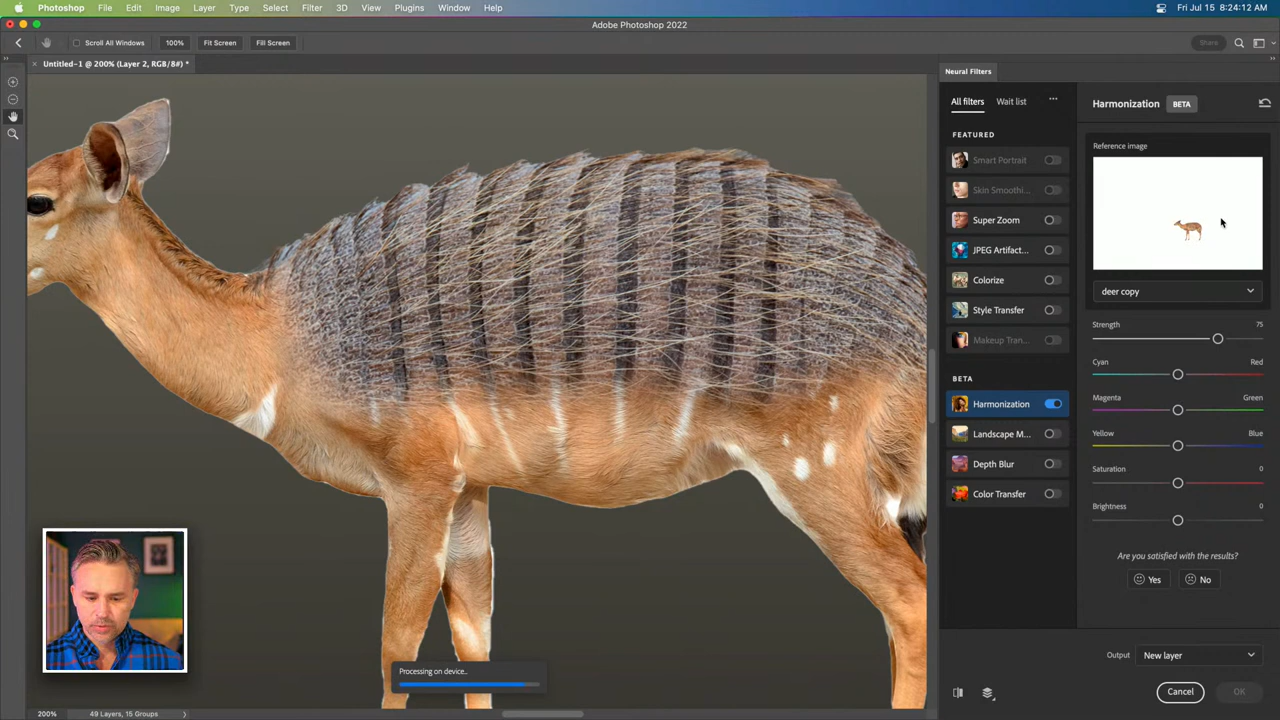 Photoshop File Edit Image Layer Type Select Filter 3D View Plugins Window Help Fri Jul 15 8:24:12 AM
Adobe Photoshop 2022
Scroll All Windows 100% Fit Screen Fill Screen Share
Untitled-1 @ 200% (Layer 2, RGB/8#) *
Neural Filters
All filters Wait list
Harmonization BETA
FEATURED
Reference image
Smart Portrait
Skin Smoothi...
Super Zoom
JPEG Artifact...
Colorize
deer copy
Style Transfer
Strength 75
Makeup Tran...
Cyan Red
BETA
Magenta Green
Harmonization
Landscape M...
Yellow Blue
Depth Blur
Saturation 0
Color Transfer
Brightness 0
Are you satisfied with the results?
Yes No
Output New layer
Processing on device...
Cancel OK
200% 49 Layers, 15 Groups